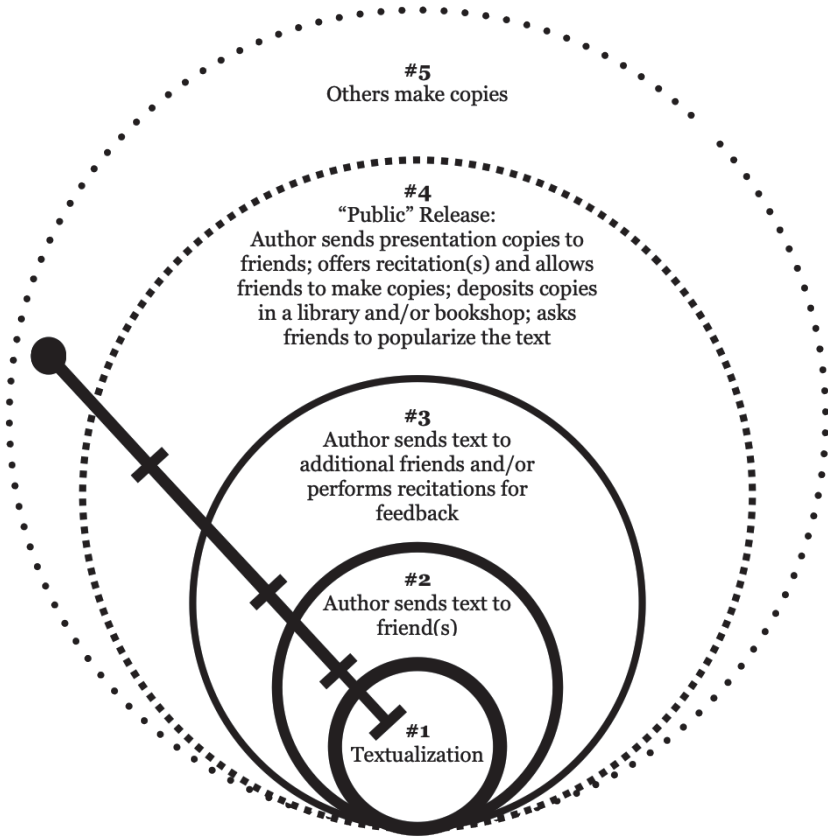 #5
Others make copies
#4
“Public” Release:
Author sends presentation copies to
friends; offers recitation(s) and allows
friends to make copies; deposits copies
in a library and/or bookshop; asks
friends to popularize the text
#3
Author sends text to
additional friends and/or
performs recitations for
feedback
#2
Author sends text to
friend(s)
#1
Textualization